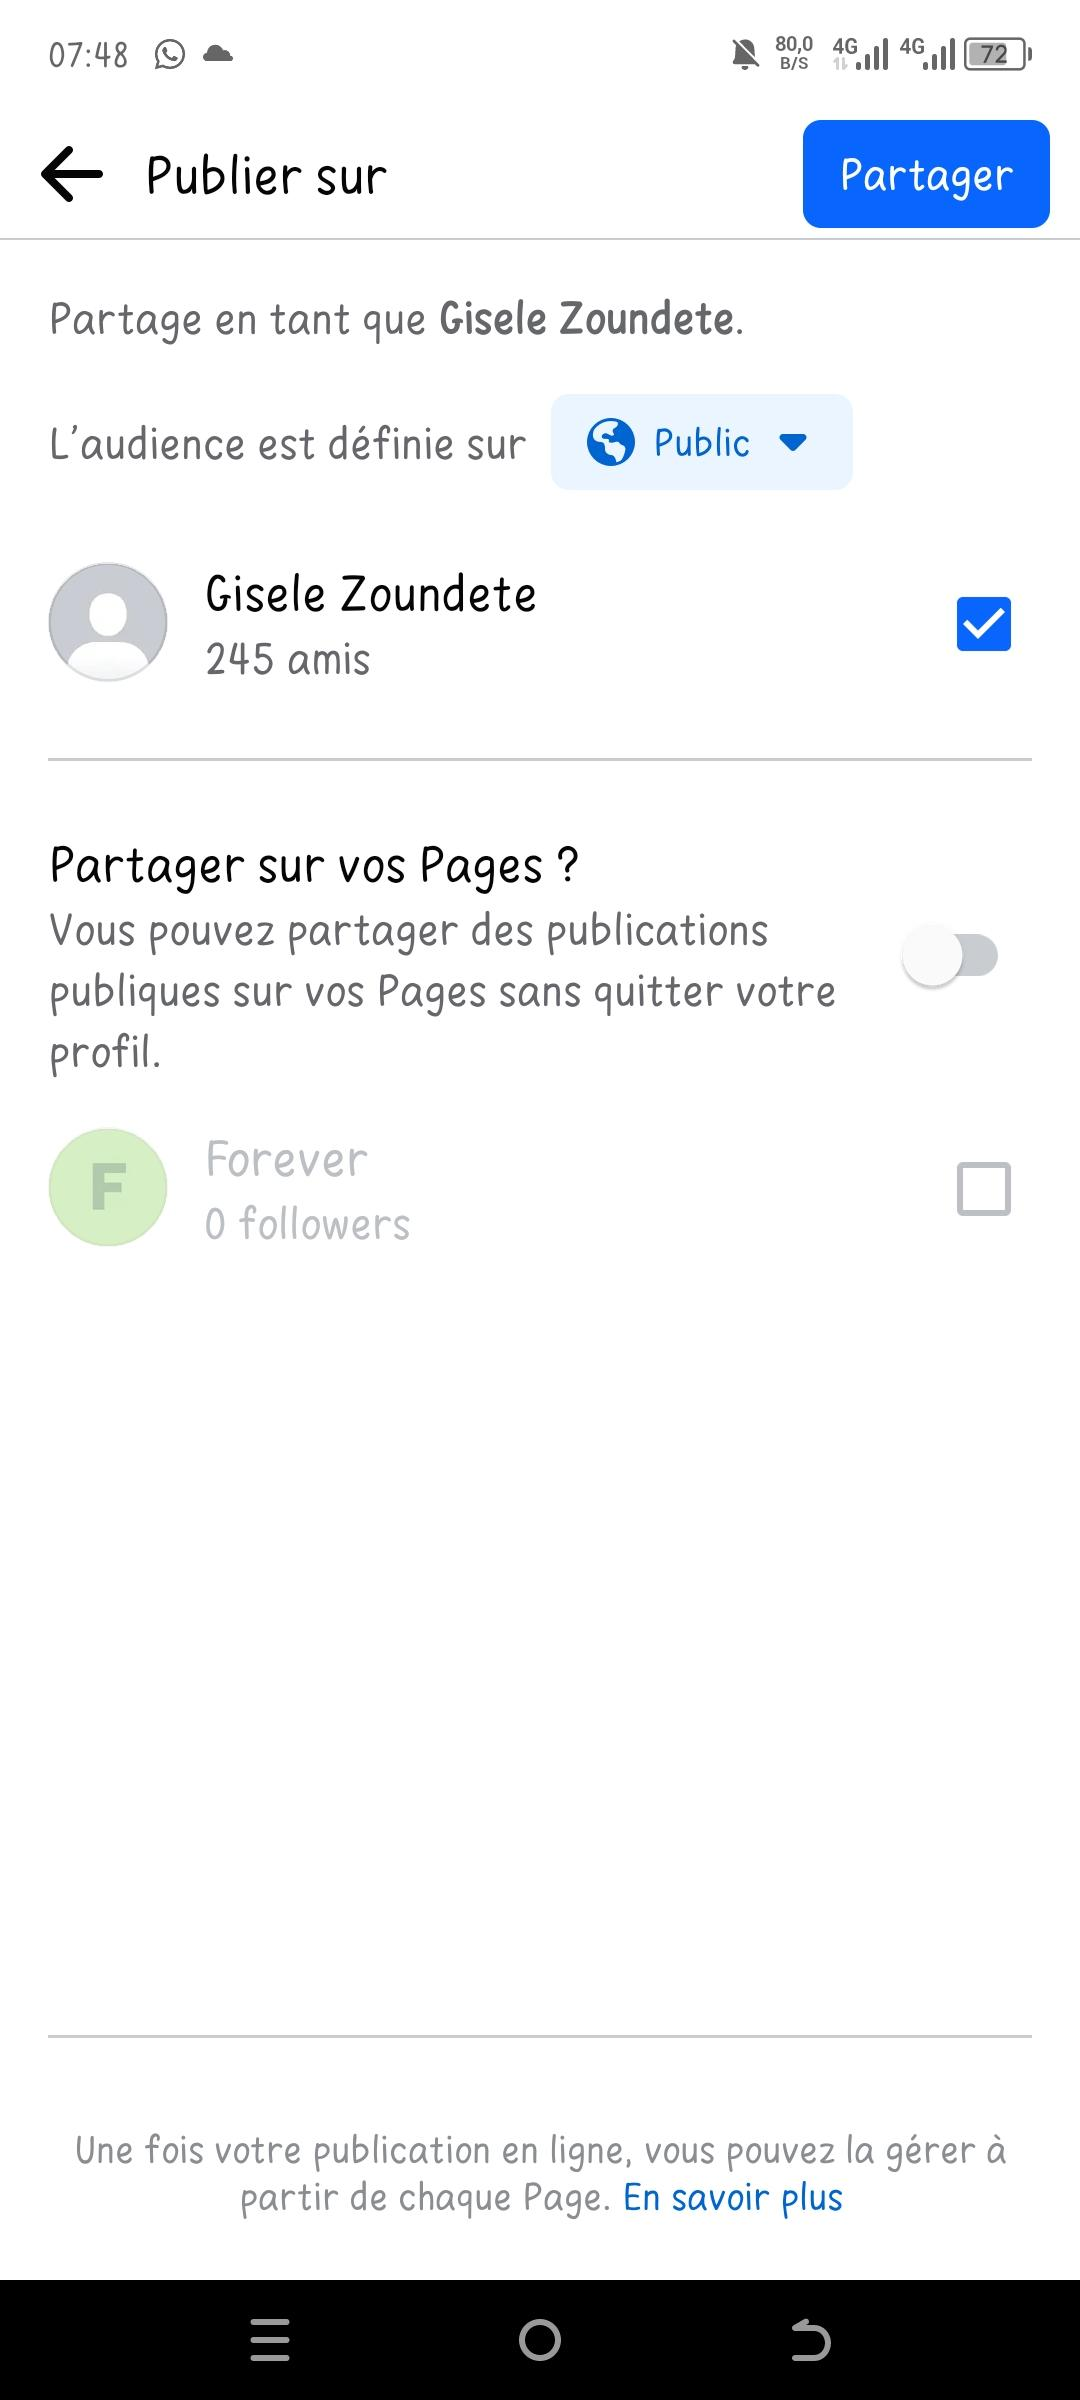 07:48 80,0 B/S 4G 4G 72
Publier sur
Partager
Partage en tant que Gisele Zoundete.
L'audience est définie sur Public
Gisele Zoundete
245 amis
Partager sur vos Pages ?
Vous pouvez partager des publications
publiques sur vos Pages sans quitter votre
profil.
F
Forever
0 followers
Une fois votre publication en ligne, vous pouvez la gérer à
partir de chaque Page. En savoir plus